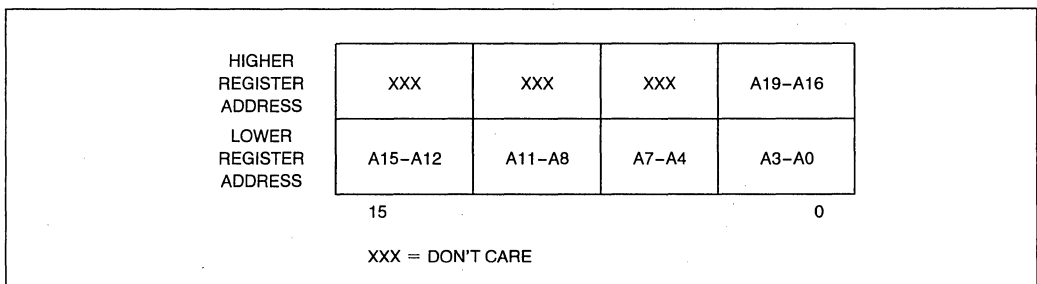 HIGHER
REGISTER
ADDRESS
XXX XXX XXX A19–A16
LOWER
REGISTER
ADDRESS
A15–A12 A11–A8 A7–A4 A3–A0
15 0
XXX = DON'T CARE